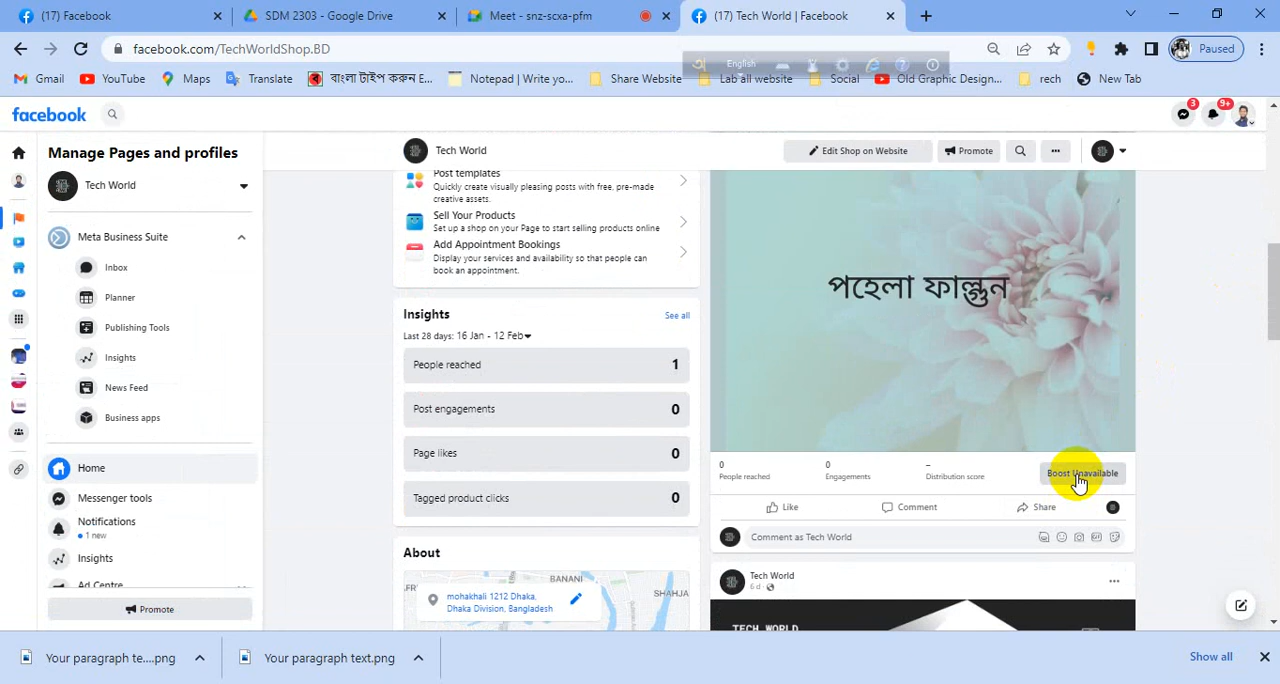 (17) Facebook
SDM 2303 - Google Drive
Meet - snz-scxa-pfm
(17) Tech World | Facebook
facebook.com/TechWorldShop.BD
Paused
English
Gmail
YouTube
Maps
Translate
বাংলা টাইপ করুন E...
Notepad | Write yo...
Share Website
Lab all website
Social
Old Graphic Design...
rech
New Tab
facebook
3
9+
Manage Pages and profiles
Tech World
Meta Business Suite
Inbox
Planner
Publishing Tools
Insights
News Feed
Business apps
Home
Messenger tools
Notifications
1 new
Insights
Ad Centre
Promote
Tech World
Edit Shop on Website
Promote
Post templates
Quickly create visually pleasing posts with free, pre-made
creative assets.
Sell Your Products
Set up a shop on your Page to start selling products online
Add Appointment Bookings
Display your services and availability so that people can
book an appointment.
Insights
See all
Last 28 days: 16 Jan - 12 Feb
People reached 1
Post engagements 0
Page likes 0
Tagged product clicks 0
About
BANANI
SHAHJA
mohakhali 1212 Dhaka,
Dhaka Division, Bangladesh
পহেলা ফাল্গুন
0 0 –
People reached Engagements Distribution score
Boost Unavailable
Like Comment Share
Comment as Tech World
Tech World
6 d
TECH WORLD
Your paragraph te....png
Your paragraph text.png
Show all